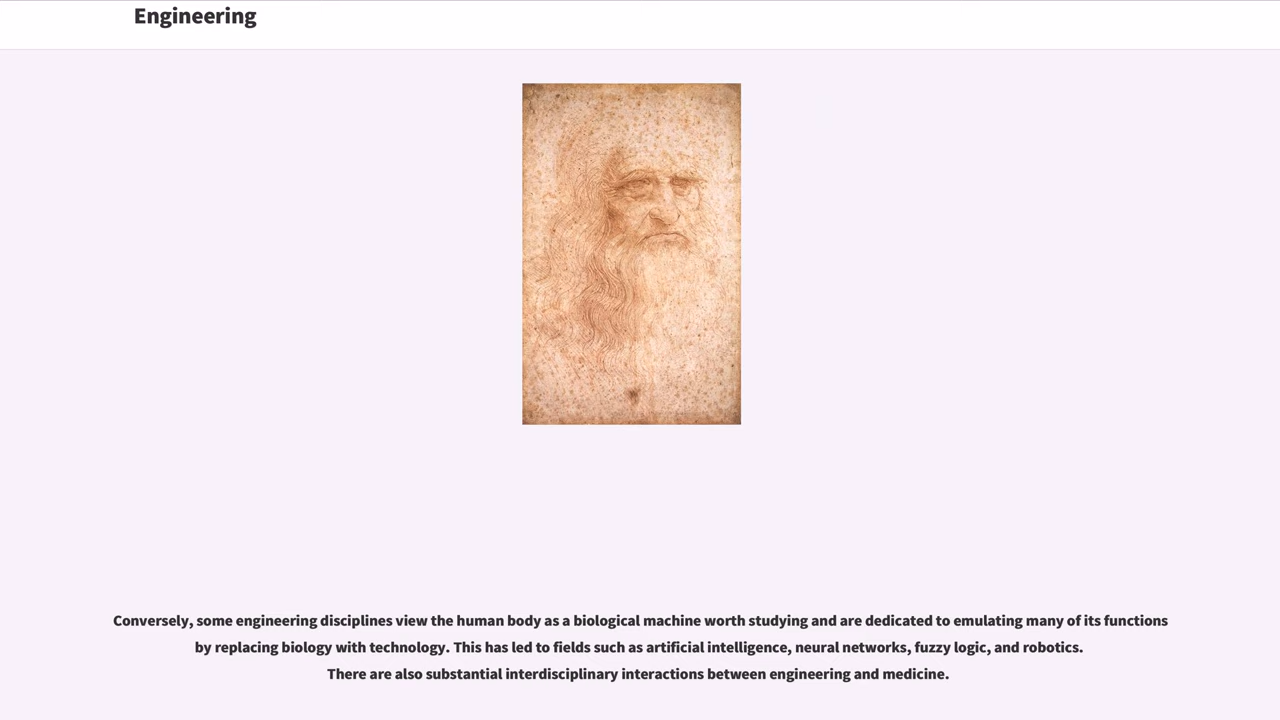 Engineering
Conversely, some engineering disciplines view the human body as a biological machine worth studying and are dedicated to emulating many of its functions
by replacing biology with technology. This has led to fields such as artificial intelligence, neural networks, fuzzy logic, and robotics.
There are also substantial interdisciplinary interactions between engineering and medicine.